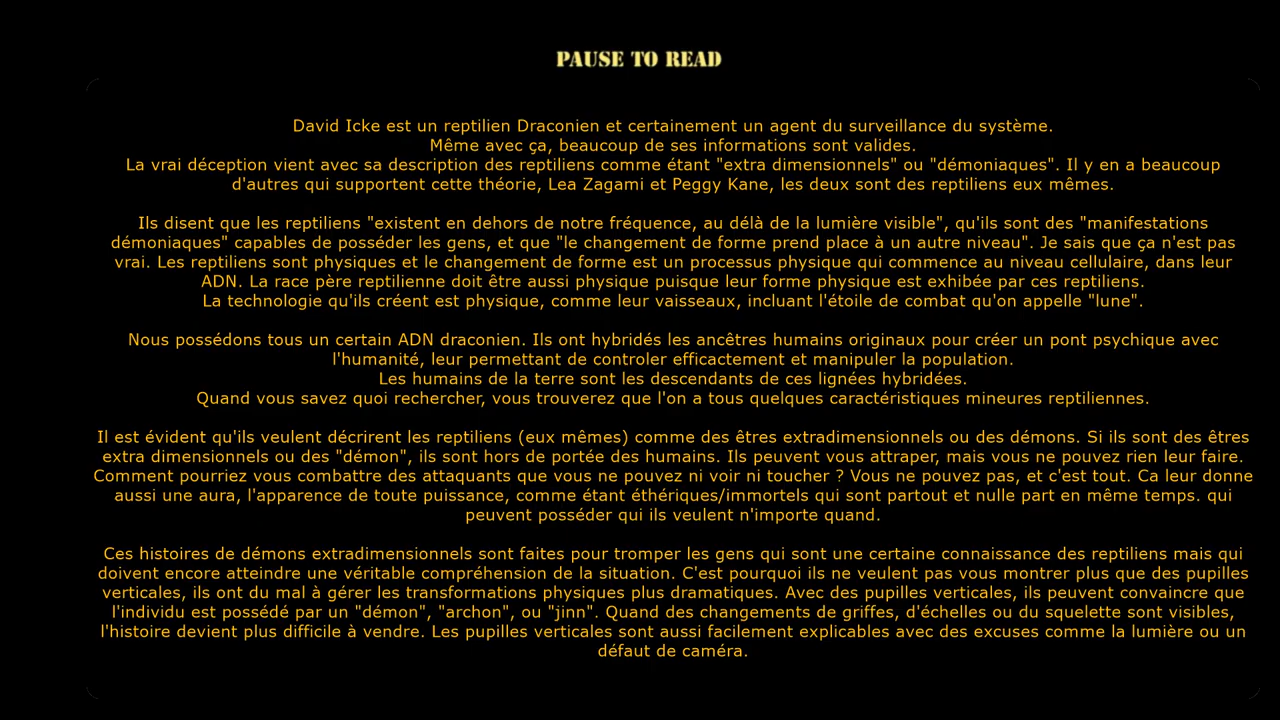 PAUSE TO READ
David Icke est un reptilien Draconien et certainement un agent du surveillance du système.
Même avec ça, beaucoup de ses informations sont valides.
La vrai déception vient avec sa description des reptiliens comme étant "extra dimensionnels" ou "démoniaques". Il y en a beaucoup
d'autres qui supportent cette théorie, Lea Zagami et Peggy Kane, les deux sont des reptiliens eux mêmes.
Ils disent que les reptiliens "existent en dehors de notre fréquence, au délà de la lumière visible", qu'ils sont des "manifestations
démoniaques" capables de posséder les gens, et que "le changement de forme prend place à un autre niveau". Je sais que ça n'est pas
vrai. Les reptiliens sont physiques et le changement de forme est un processus physique qui commence au niveau cellulaire, dans leur
ADN. La race père reptilienne doit être aussi physique puisque leur forme physique est exhibée par ces reptiliens.
La technologie qu'ils créent est physique, comme leur vaisseaux, incluant l'étoile de combat qu'on appelle "lune".
Nous possédons tous un certain ADN draconien. Ils ont hybridés les ancêtres humains originaux pour créer un pont psychique avec
l'humanité, leur permettant de controler efficactement et manipuler la population.
Les humains de la terre sont les descendants de ces lignées hybridées.
Quand vous savez quoi rechercher, vous trouverez que l'on a tous quelques caractéristiques mineures reptiliennes.
Il est évident qu'ils veulent décrirent les reptiliens (eux mêmes) comme des êtres extradimensionnels ou des démons. Si ils sont des êtres
extra dimensionnels ou des "démon", ils sont hors de portée des humains. Ils peuvent vous attraper, mais vous ne pouvez rien leur faire.
Comment pourriez vous combattre des attaquants que vous ne pouvez ni voir ni toucher ? Vous ne pouvez pas, et c'est tout. Ca leur donne
aussi une aura, l'apparence de toute puissance, comme étant éthériques/immortels qui sont partout et nulle part en même temps. qui
peuvent posséder qui ils veulent n'importe quand.
Ces histoires de démons extradimensionnels sont faites pour tromper les gens qui sont une certaine connaissance des reptiliens mais qui
doivent encore atteindre une véritable compréhension de la situation. C'est pourquoi ils ne veulent pas vous montrer plus que des pupilles
verticales, ils ont du mal à gérer les transformations physiques plus dramatiques. Avec des pupilles verticales, ils peuvent convaincre que
l'individu est possédé par un "démon", "archon", ou "jinn". Quand des changements de griffes, d'échelles ou du squelette sont visibles,
l'histoire devient plus difficile à vendre. Les pupilles verticales sont aussi facilement explicables avec des excuses comme la lumière ou un
défaut de caméra.